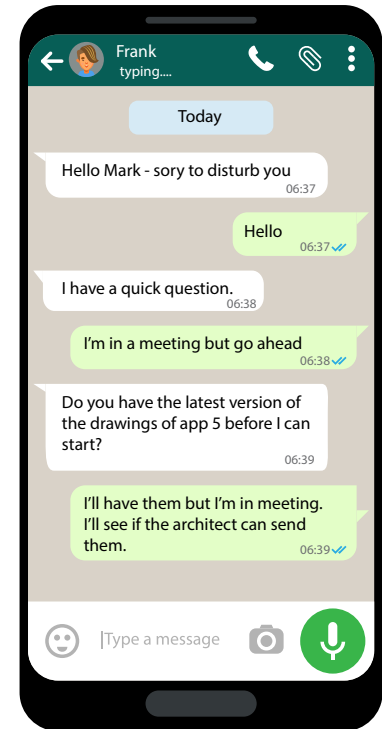 Frank
typing....
Today
Hello Mark - sory to disturb you
06:37
Hello
06:37
I have a quick question.
06:38
I'm in a meeting but go ahead
06:38
Do you have the latest version of
the drawings of app 5 before I can
start?
06:39
I'll have them but I'm in meeting.
I'll see if the architect can send
them.
06:39
Type a message